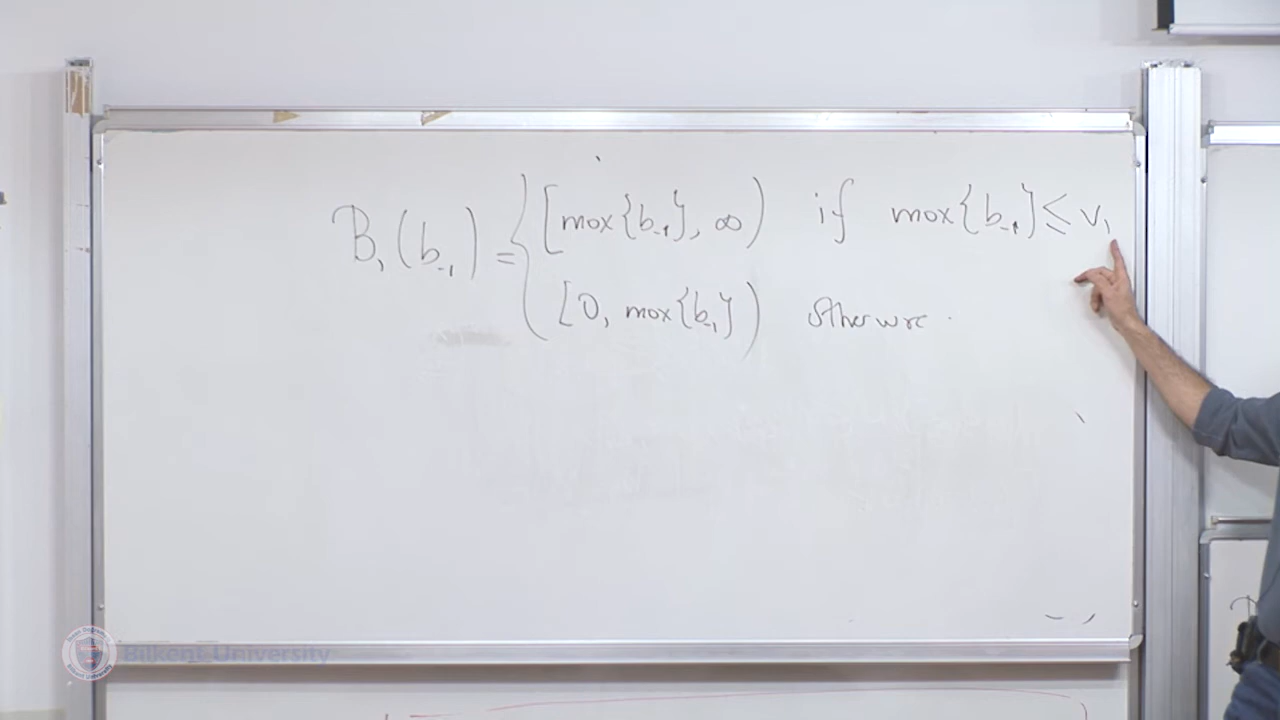 B₁(b₋₁) = { [max{b₋₁}, ∞) if max{b₋₁} ≤ v₁
[0, max{b₋₁}) otherwise.
Bilkent University